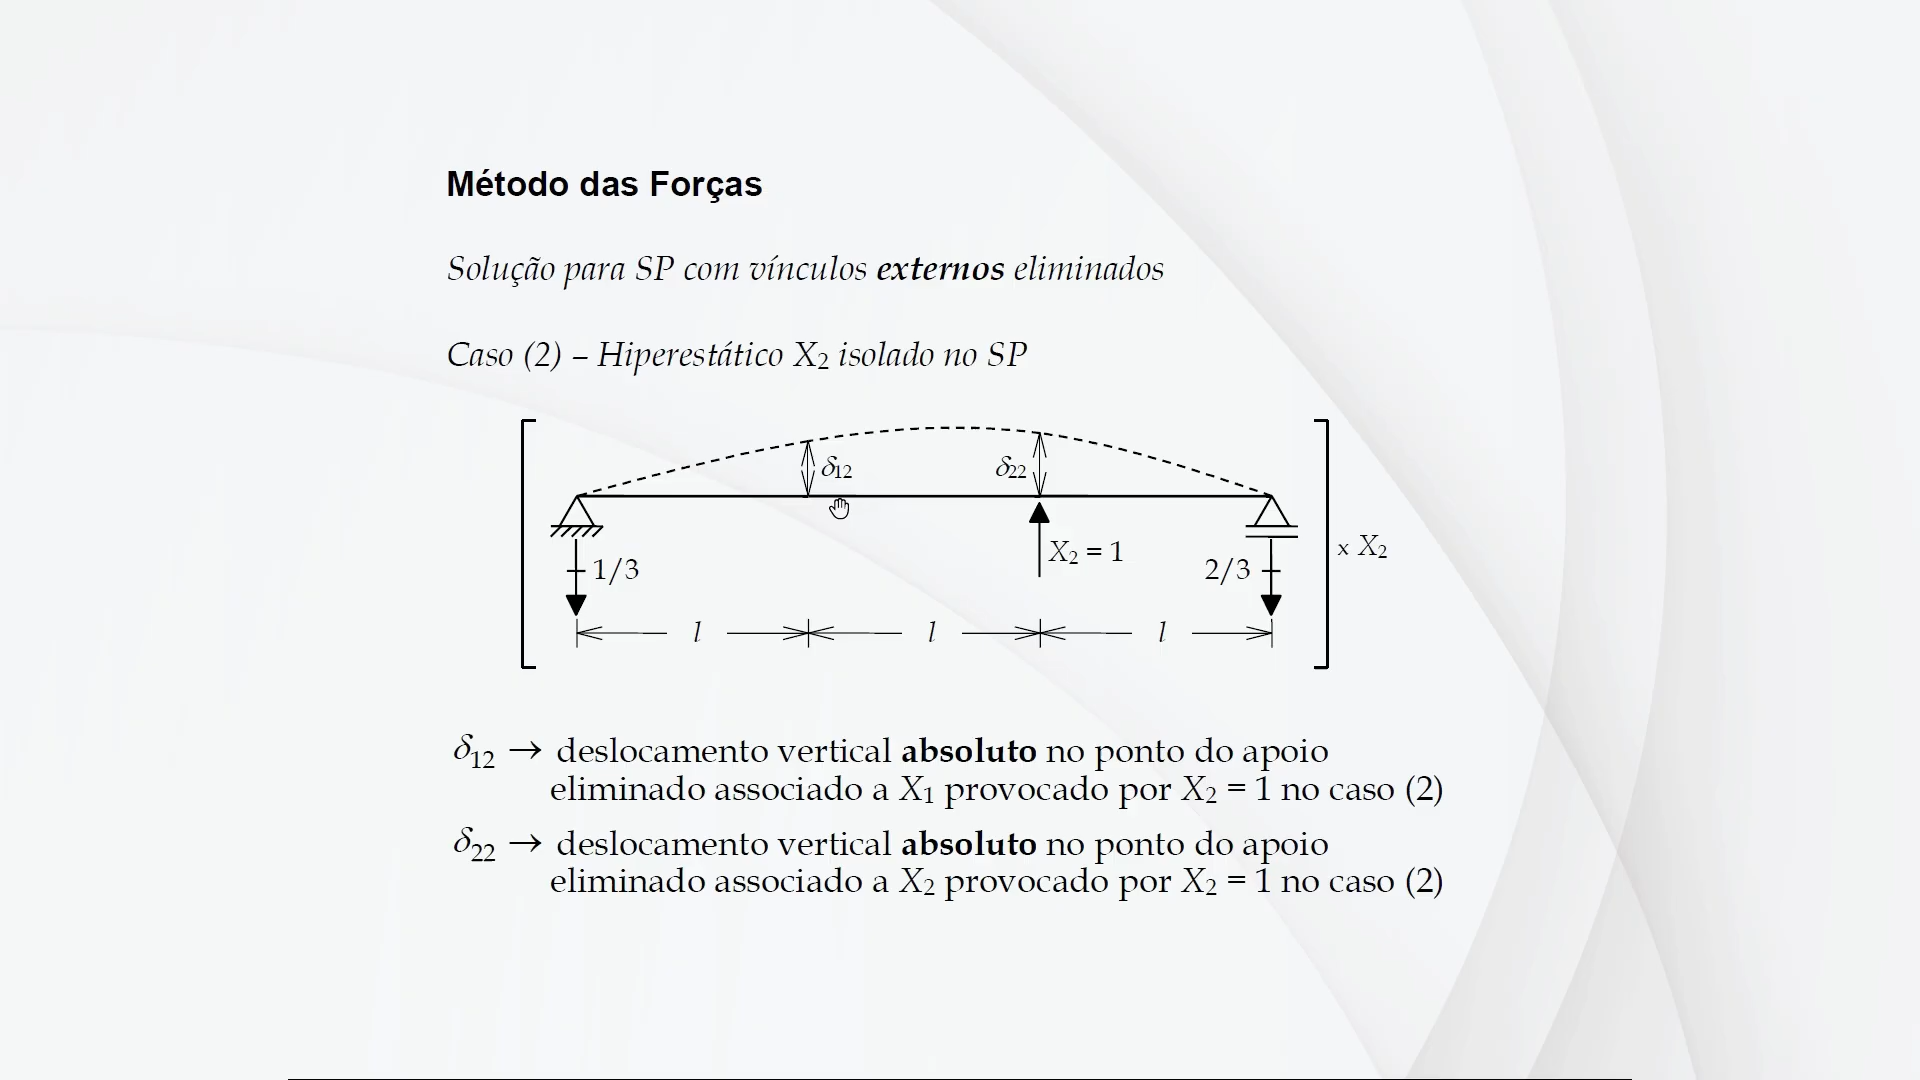 Método das Forças
Solução para SP com vínculos externos eliminados
Caso (2) – Hiperestático X2 isolado no SP
δ12 δ22
X2 = 1 x X2
1/3 2/3
l l l
δ12 → deslocamento vertical absoluto no ponto do apoio
eliminado associado a X1 provocado por X2 = 1 no caso (2)
δ22 → deslocamento vertical absoluto no ponto do apoio
eliminado associado a X2 provocado por X2 = 1 no caso (2)